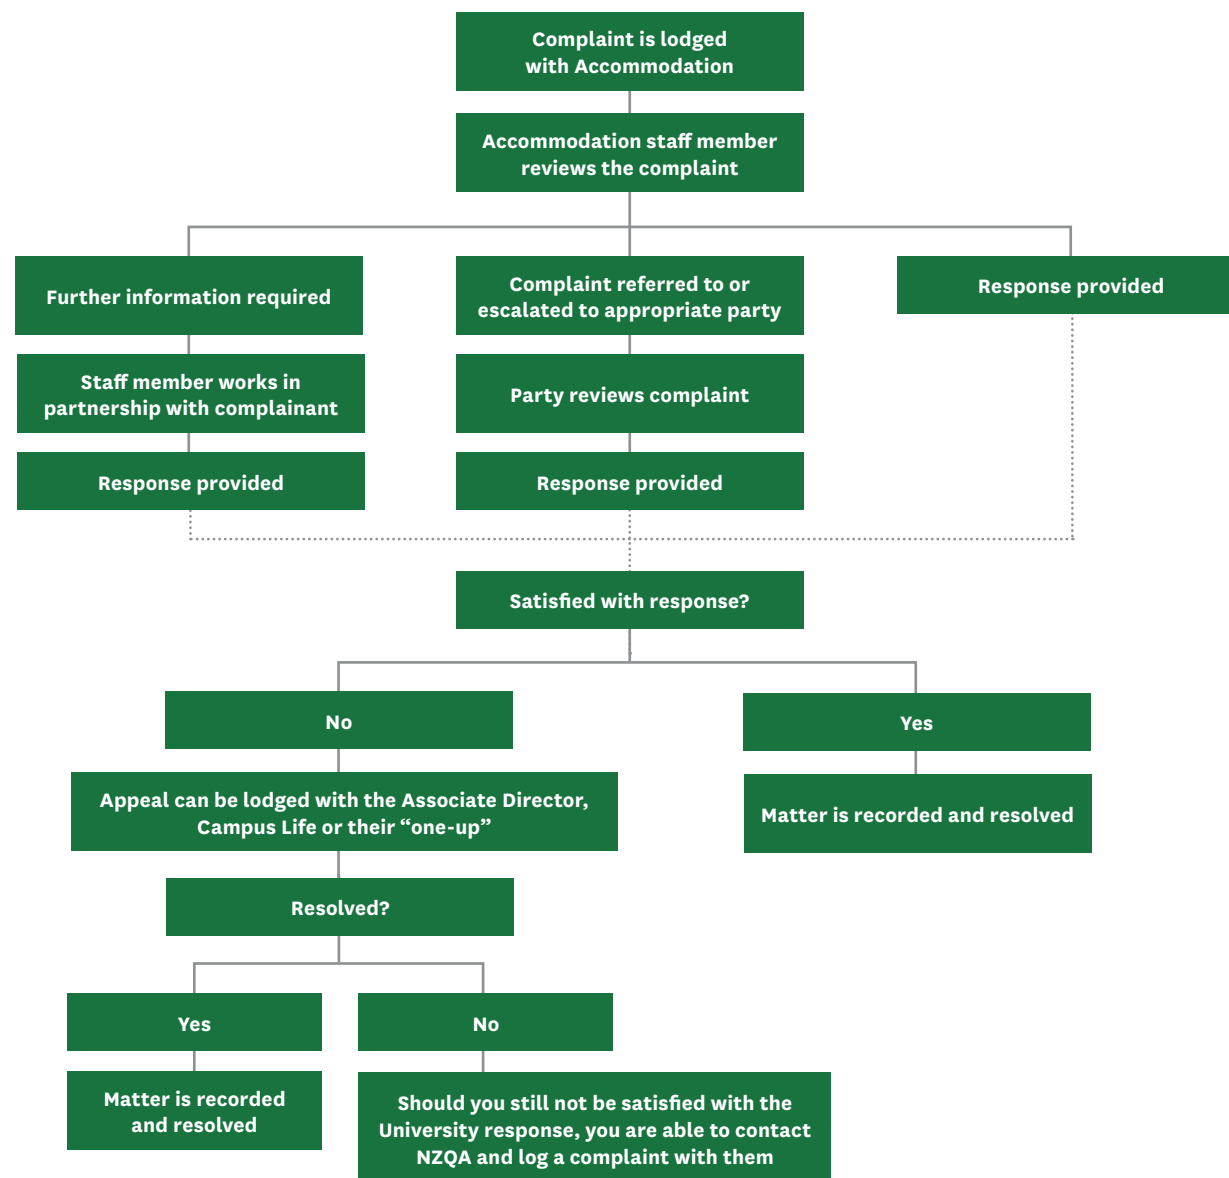 Complaint is lodged
with Accommodation
Accommodation staff member
reviews the complaint
Further information required
Complaint referred to or
escalated to appropriate party
Response provided
Staff member works in
partnership with complainant
Party reviews complaint
Response provided
Response provided
Satisfied with response?
No
Yes
Appeal can be lodged with the Associate Director,
Campus Life or their “one-up”
Matter is recorded and resolved
Resolved?
Yes
No
Matter is recorded
and resolved
Should you still not be satisfied with the
University response, you are able to contact
NZQA and log a complaint with them